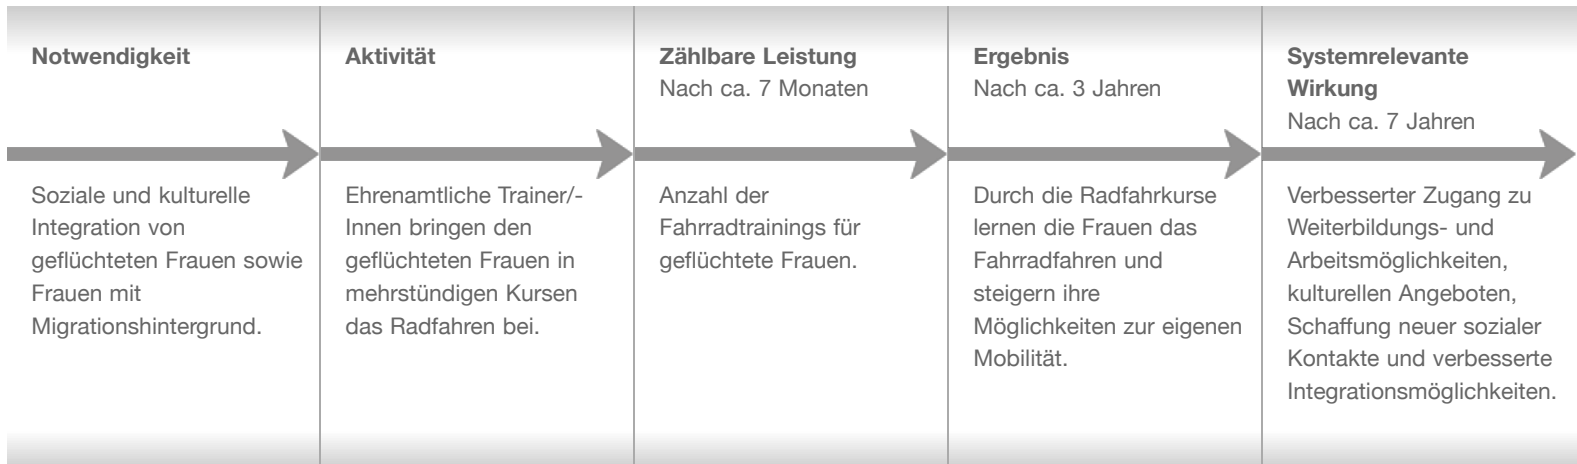 Notwendigkeit
Soziale und kulturelle
Integration von
geflüchteten Frauen sowie
Frauen mit
Migrationshintergrund.
Aktivität
Ehrenamtliche Trainer/-
Innen bringen den
geflüchteten Frauen in
mehrstündigen Kursen
das Radfahren bei.
Zählbare Leistung
Nach ca. 7 Monaten
Anzahl der
Fahrradtrainings für
geflüchtete Frauen.
Ergebnis
Nach ca. 3 Jahren
Durch die Radfahrkurse
lernen die Frauen das
Fahrradfahren und
steigern ihre
Möglichkeiten zur eigenen
Mobilität.
Systemrelevante
Wirkung
Nach ca. 7 Jahren
Verbesserter Zugang zu
Weiterbildungs- und
Arbeitsmöglichkeiten,
kulturellen Angeboten,
Schaffung neuer sozialer
Kontakte und verbesserte
Integrationsmöglichkeiten.